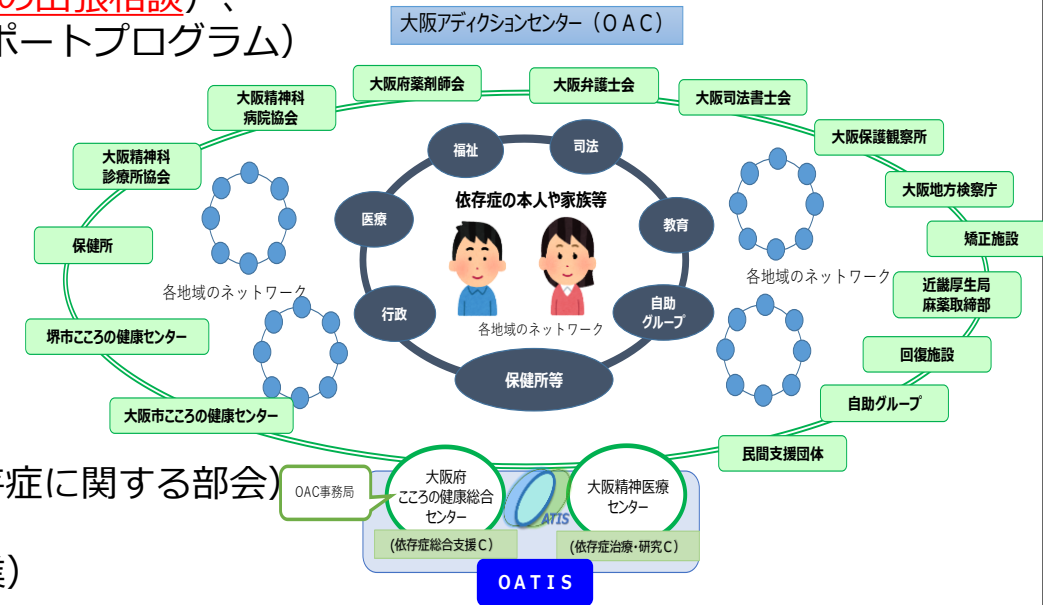 の出張相談）、
ポートプログラム）
大阪アディクションセンター（ＯＡＣ）
大阪府薬剤師会
大阪弁護士会
大阪精神科
病院協会
大阪司法書士会
大阪保護観察所
大阪精神科
診療所協会
大阪地方検察庁
保健所
矯正施設
近畿厚生局
麻薬取締部
堺市こころの健康センター
回復施設
大阪市こころの健康センター
自助グループ
民間支援団体
福祉
司法
医療
教育
行政
自助
グループ
保健所等
依存症の本人や家族等
各地域のネットワーク
各地域のネットワーク
各地域のネットワーク
存症に関する部会）
OAC事務局
大阪府
こころの健康総合
センター
(依存症総合支援Ｃ)
ATIS
大阪精神医療
センター
(依存症治療・研究Ｃ)
ＯＡＴＩＳ
業）